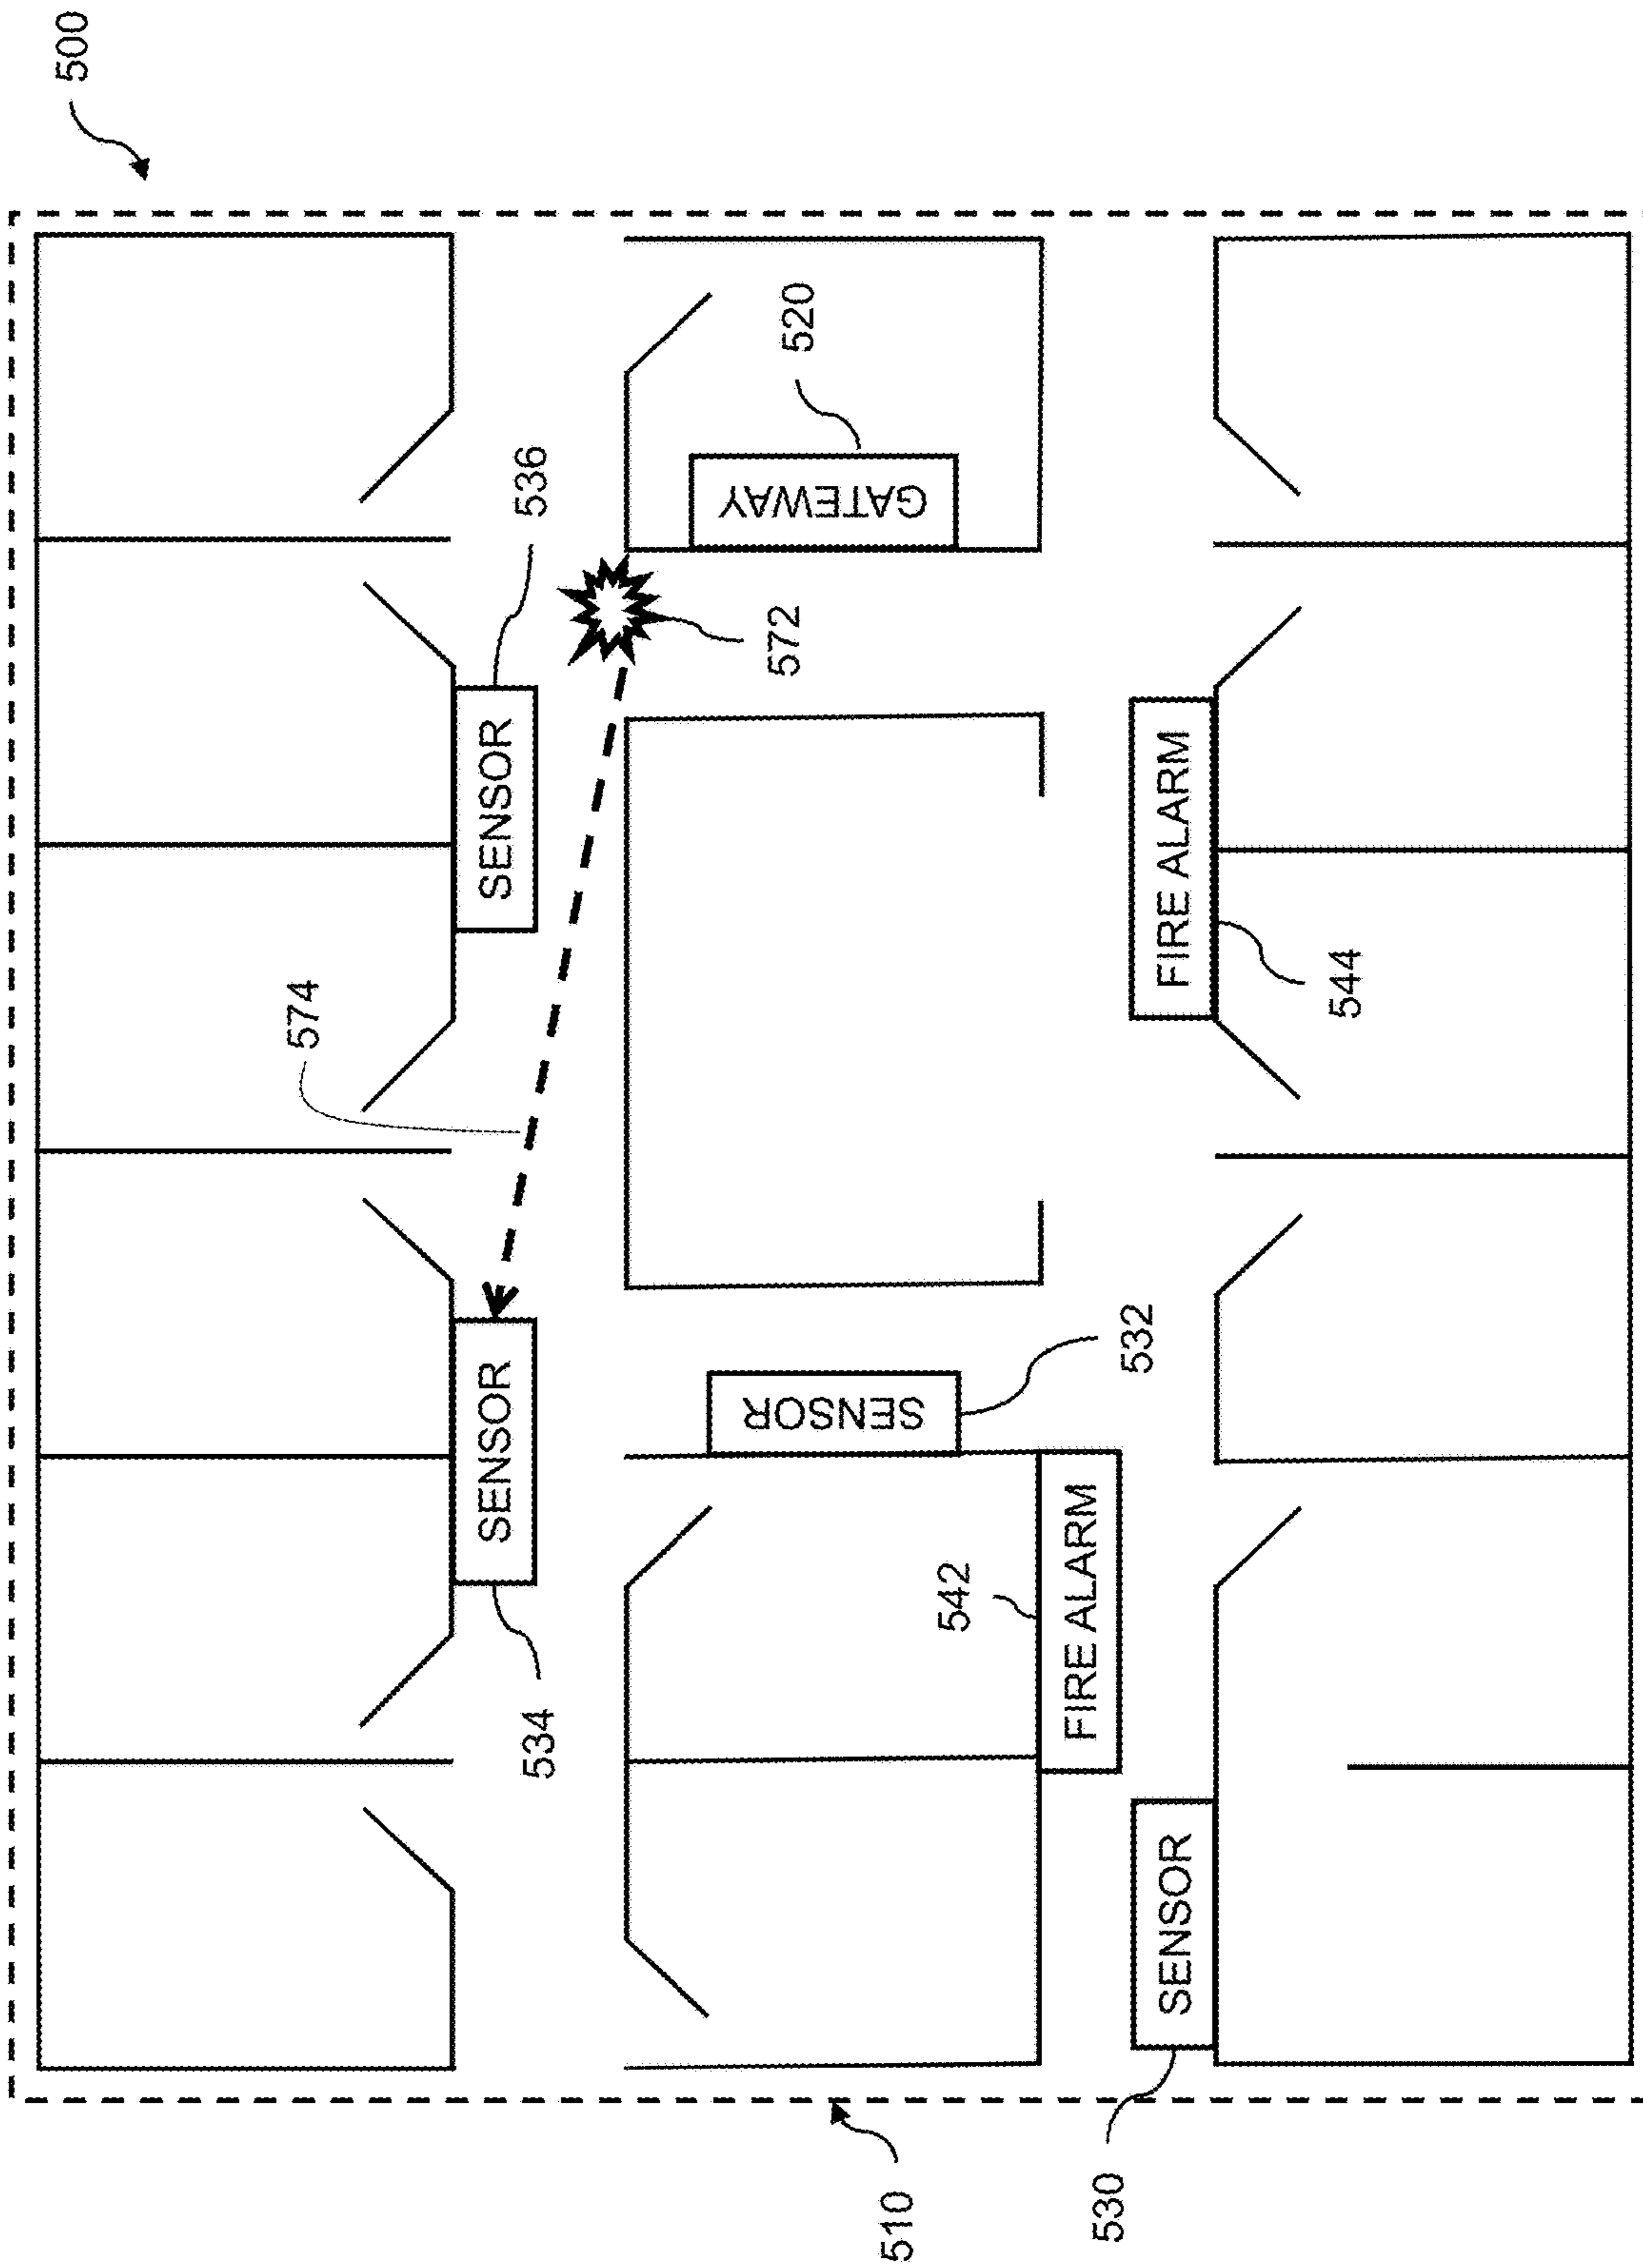 500
574
536
SENSOR
534
SENSOR
572
520
GATEWAY
532
SENSOR
542
FIRE ALARM
544
FIRE ALARM
530
SENSOR
510